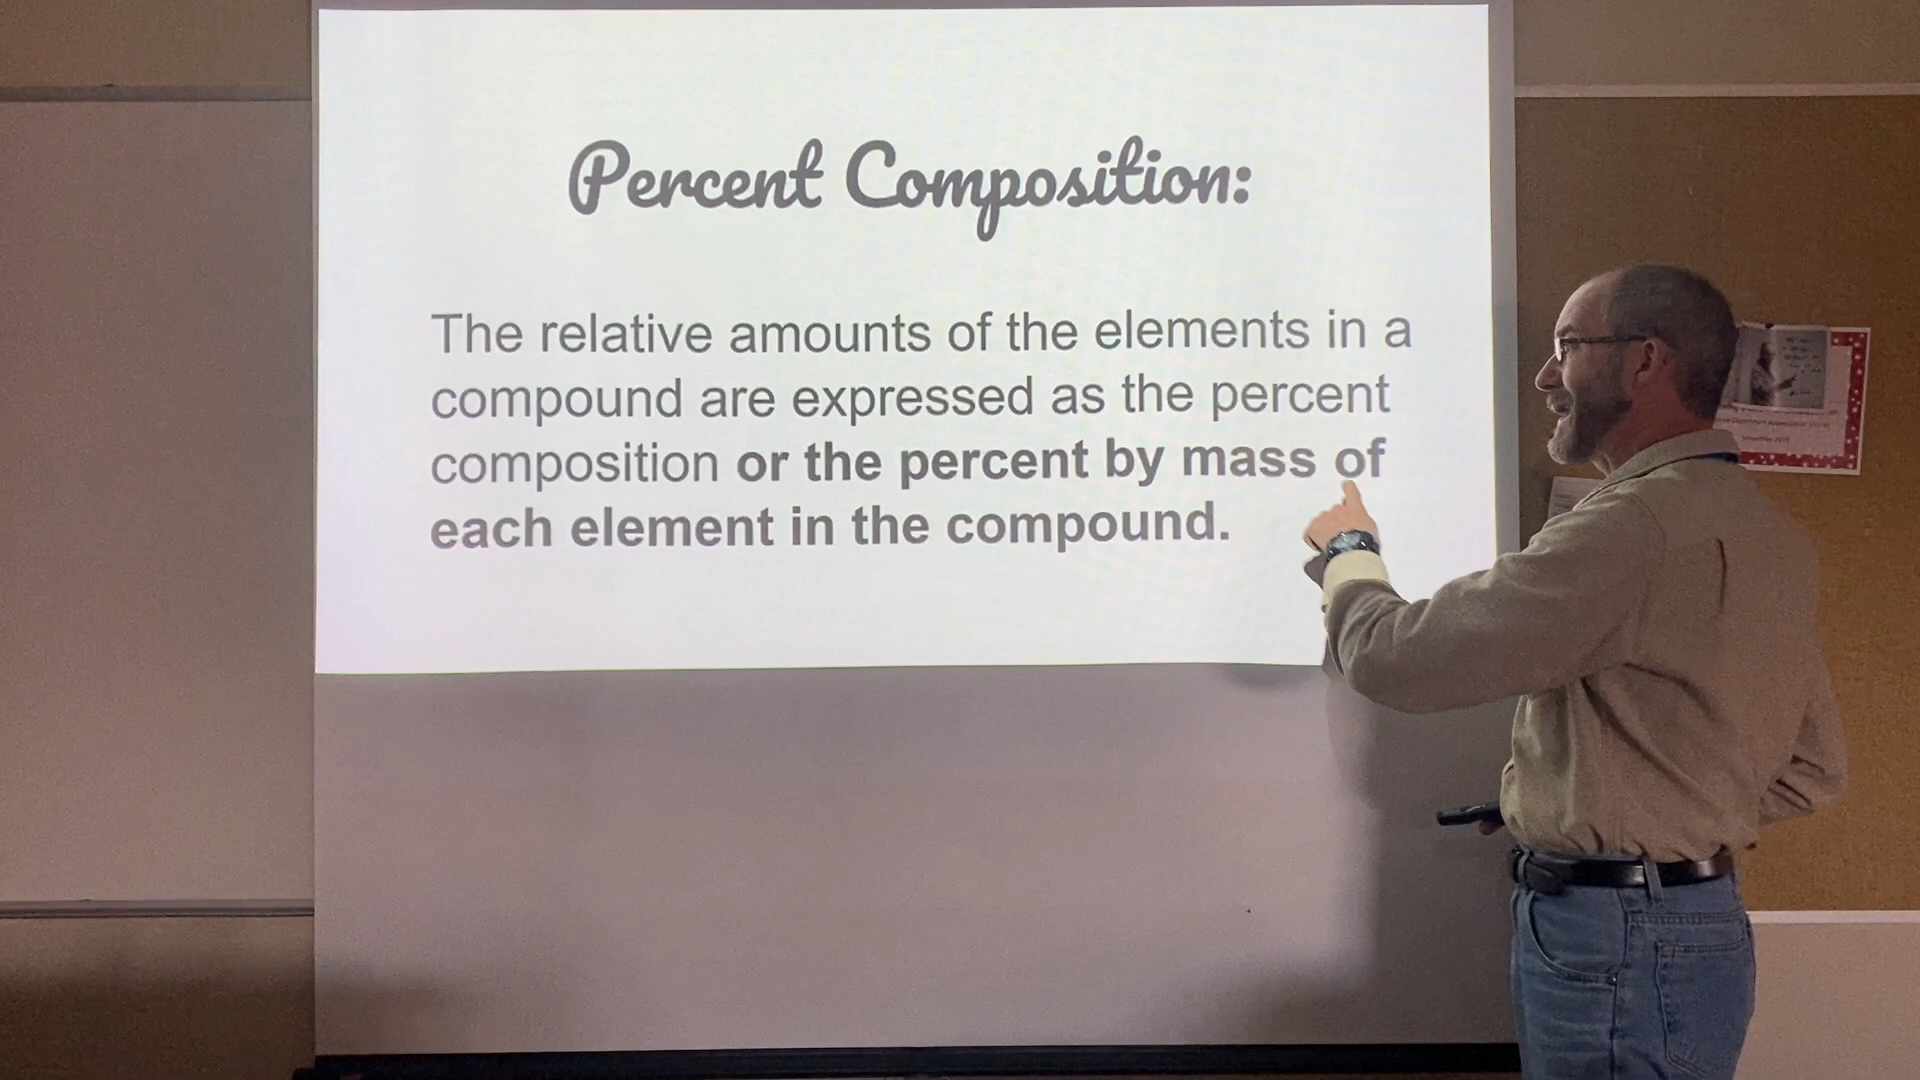 Percent Composition:
The relative amounts of the elements in a
compound are expressed as the percent
composition or the percent by mass of
each element in the compound.